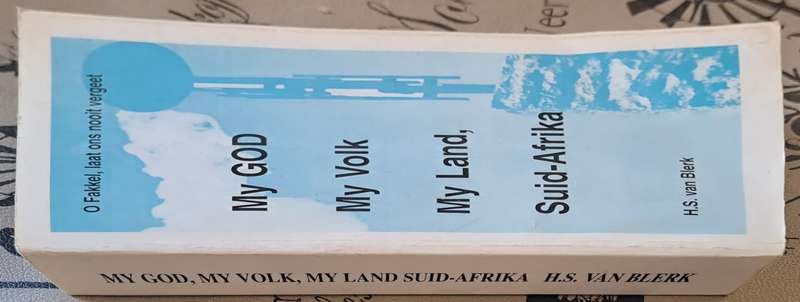 O Fakkel, laat ons nooit vergeet
My GOD
My Volk
My Land,
Suid-Afrika
H.S. van Blerk
MY GOD, MY VOLK, MY LAND SUID-AFRIKA H.S. VAN BLERK